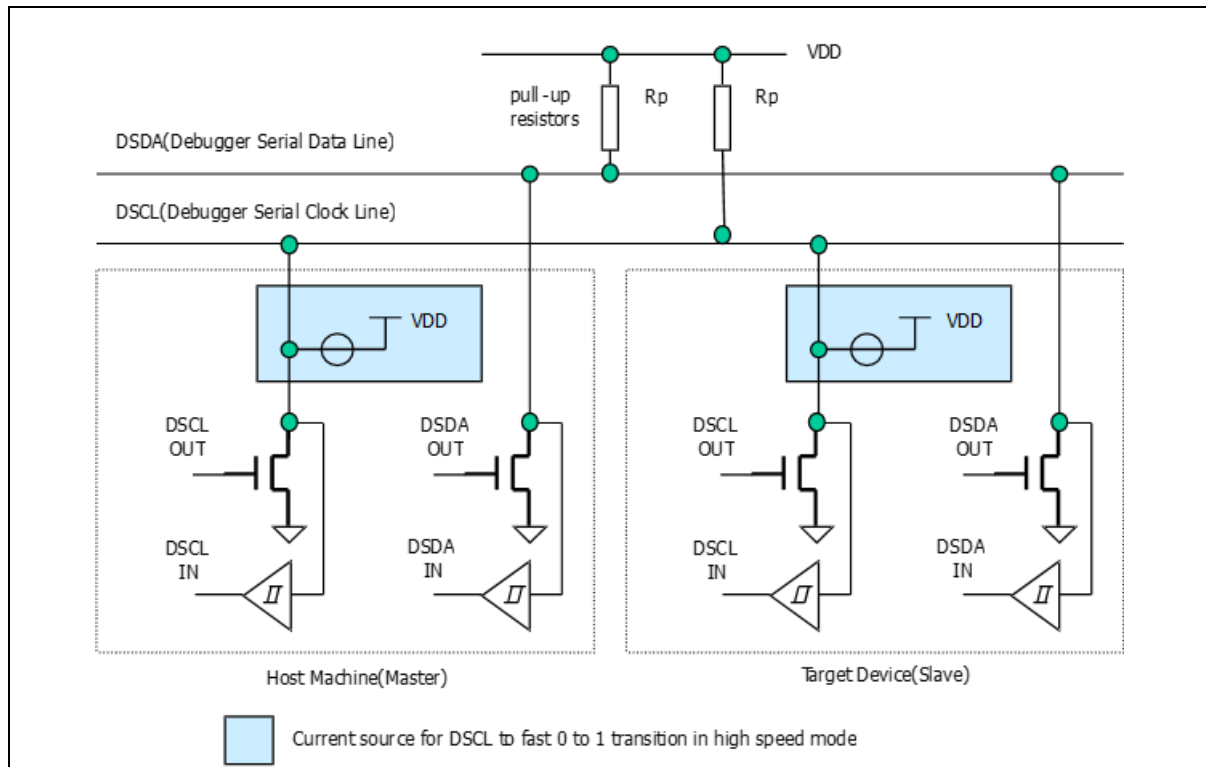 VDD
pull -up
resistors
Rp
Rp
DSDA(Debugger Serial Data Line)
DSCL(Debugger Serial Clock Line)
VDD
VDD
DSCL
OUT
DSDA
OUT
DSCL
OUT
DSDA
OUT
DSCL
IN
DSDA
IN
DSCL
IN
DSDA
IN
Host Machine(Master)
Target Device(Slave)
Current source for DSCL to fast 0 to 1 transition in high speed mode